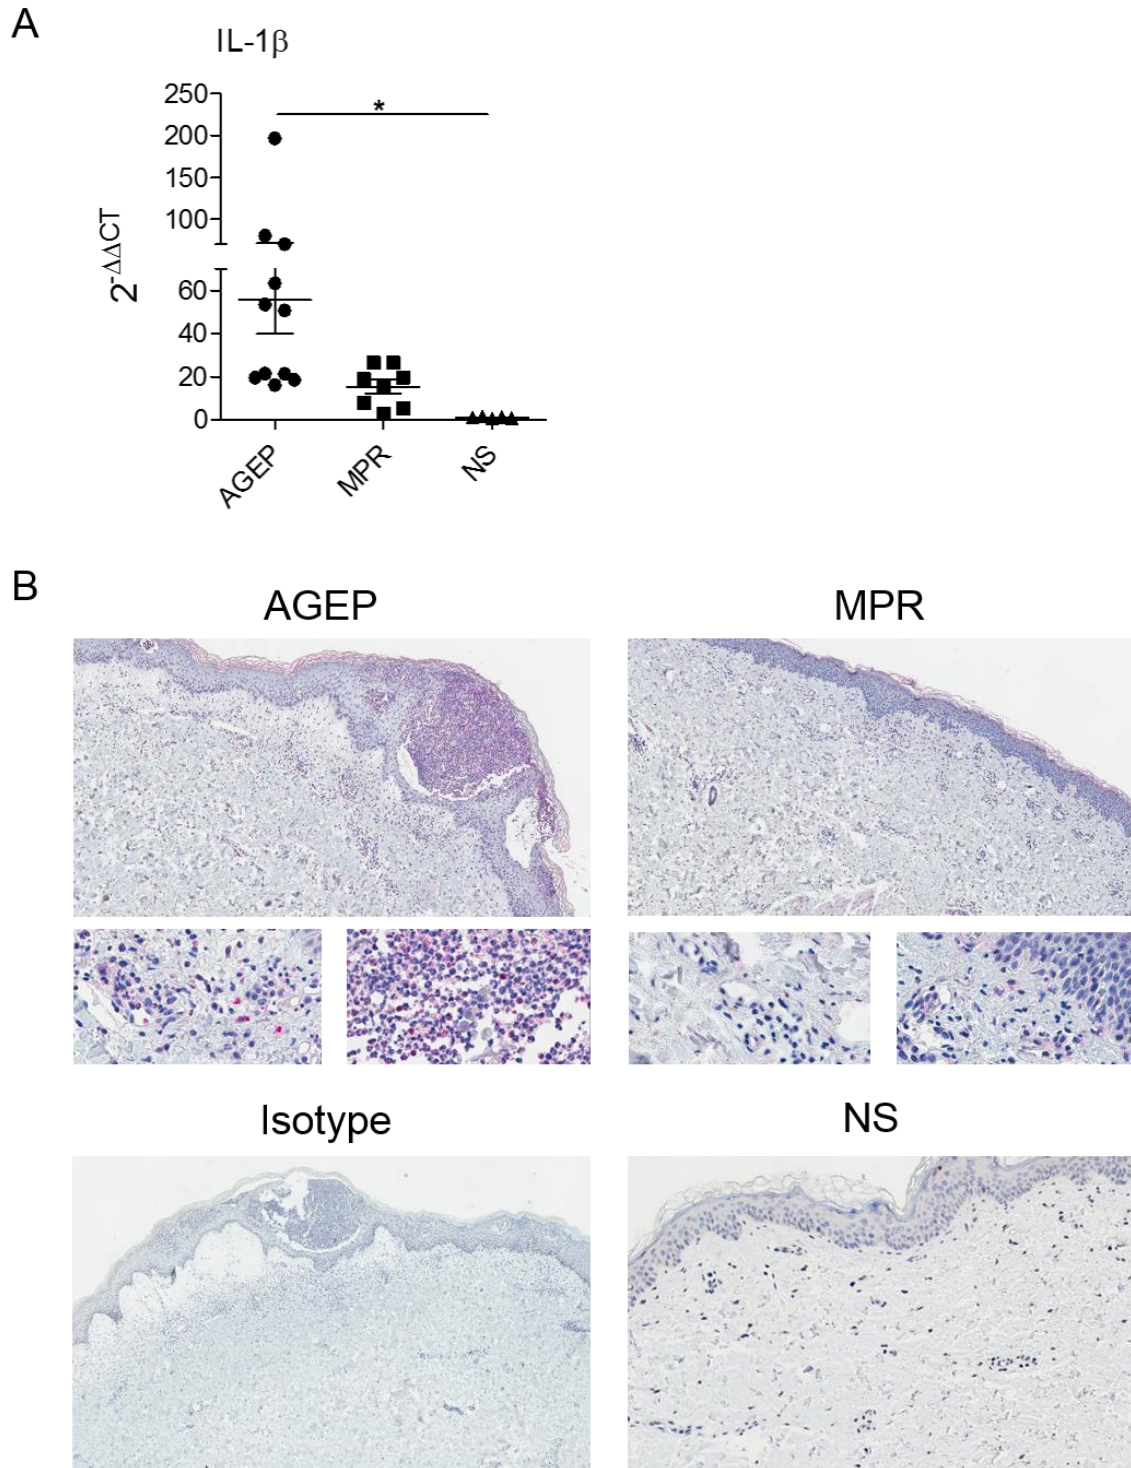 A
IL-1β
250
200
150
100
60
40
20
0
2^-ΔΔCT
*
AGEP
MPR
NS
B
AGEP
MPR
Isotype
NS